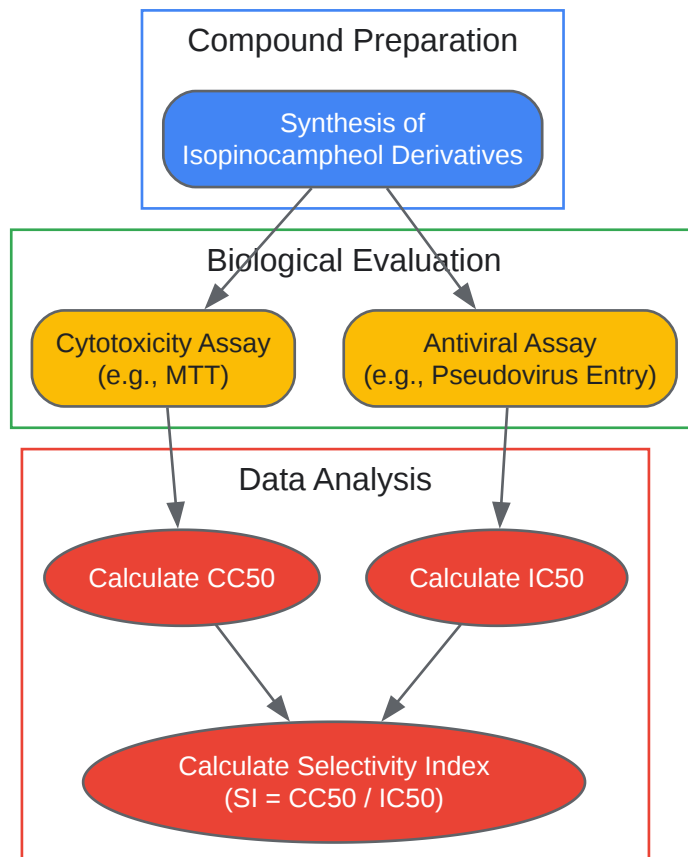 Compound Preparation
Synthesis of
Isopinocampheol Derivatives
Biological Evaluation
Cytotoxicity Assay
(e.g., MTT)
Antiviral Assay
(e.g., Pseudovirus Entry)
Data Analysis
Calculate CC50
Calculate IC50
Calculate Selectivity Index
(SI = CC50 / IC50)